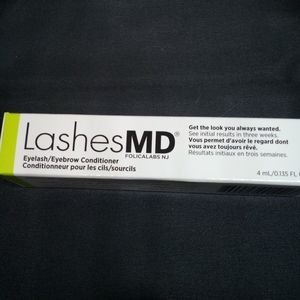 LashesMD®
FOLICALABS NJ
Eyelash/Eyebrow Conditioner
Conditionneur pour les cils/sourcils
Get the look you always wanted.
See initial results in three weeks.
Vous permet d'avoir le regard dont
vous avez toujours rêvé.
Résultats initiaux en trois semaines.
4 mL/0.135 FL